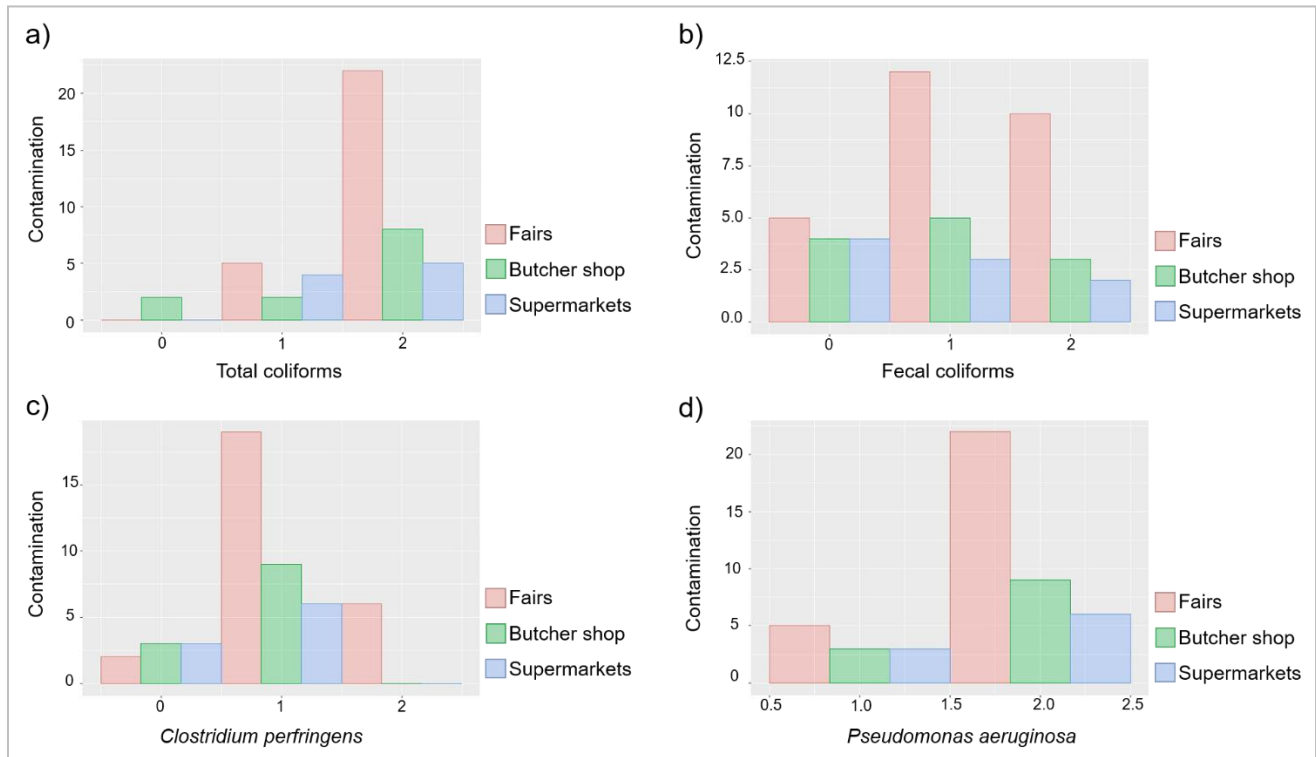 a)
Contamination
20
15
10
5
0
0 1 2
Total coliforms
Fairs
Butcher shop
Supermarkets
b)
Contamination
12.5
10
7.5
5.0
2.5
0.0
0 1 2
Fecal coliforms
Fairs
Butcher shop
Supermarkets
c)
Contamination
15
10
5
0
0 1 2
Clostridium perfringens
Fairs
Butcher shop
Supermarkets
d)
Contamination
20
15
10
5
0
0.5 1.0 1.5 2.0 2.5
Pseudomonas aeruginosa
Fairs
Butcher shop
Supermarkets